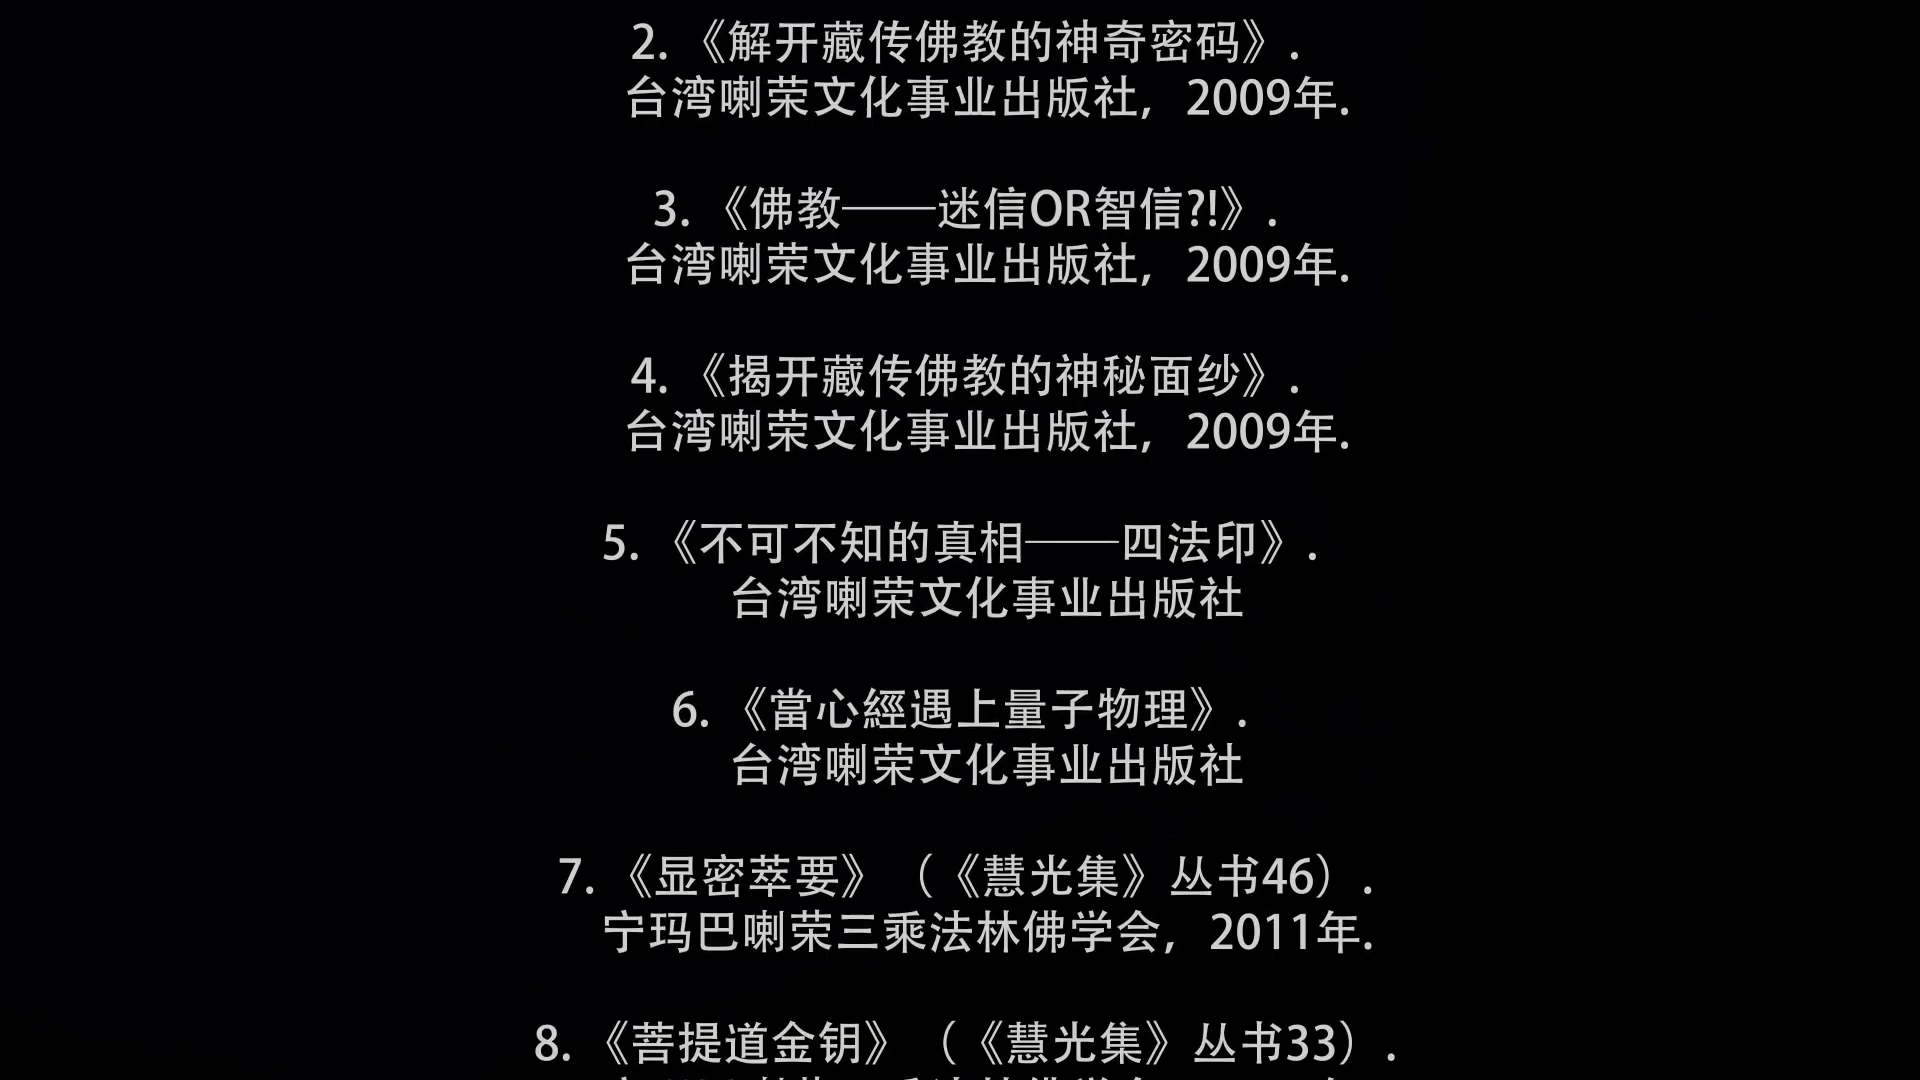 2. 《解开藏传佛教的神奇密码》.
台湾喇荣文化事业出版社，2009年.
3. 《佛教——迷信OR智信?!》.
台湾喇荣文化事业出版社，2009年.
4. 《揭开藏传佛教的神秘面纱》.
台湾喇荣文化事业出版社，2009年.
5. 《不可不知的真相——四法印》.
台湾喇荣文化事业出版社
6. 《當心經遇上量子物理》.
台湾喇荣文化事业出版社
7. 《显密萃要》（《慧光集》丛书46）.
宁玛巴喇荣三乘法林佛学会，2011年.
8. 《菩提道金钥》（《慧光集》丛书33）.